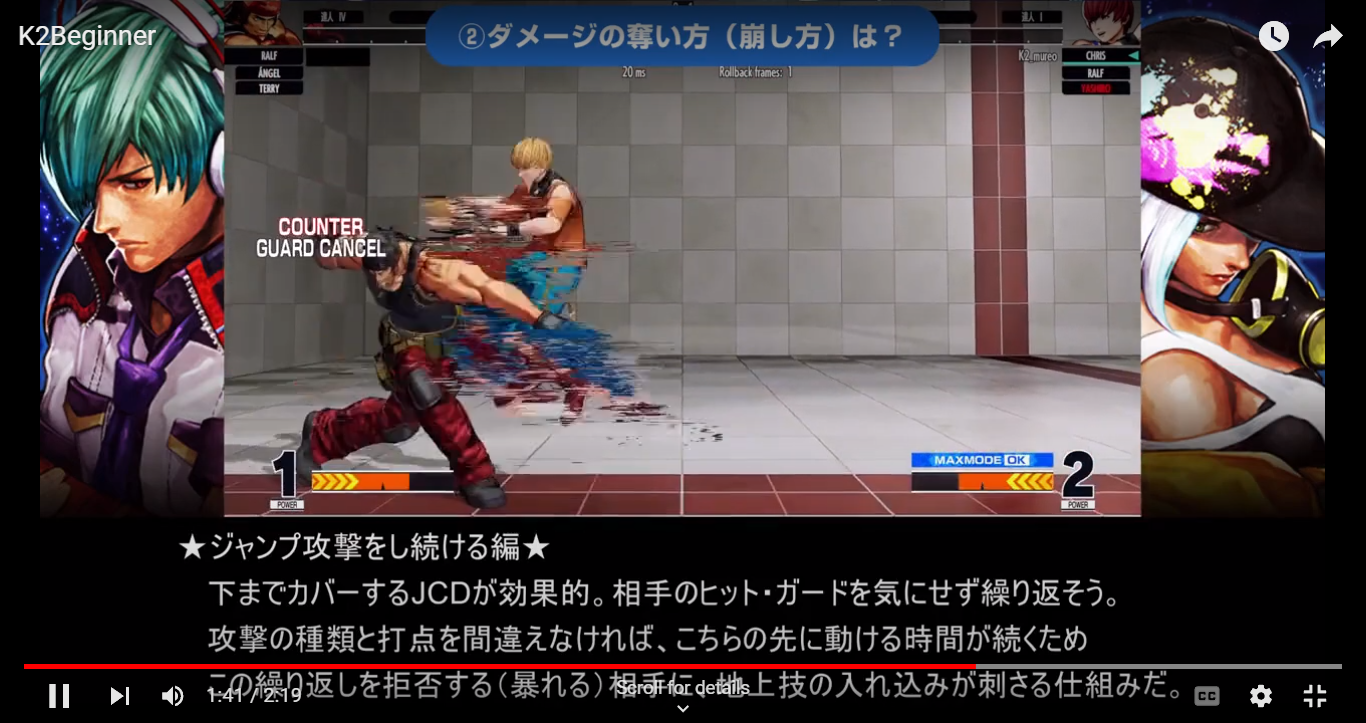 K2Beginner
②ダメージの奪い方（崩し方）は？
達人 Ⅳ
達人 Ⅰ
RALF
ÁNGEL
TERRY
20 ms
Rollback frames: 1
K2 mureo
CHRIS
RALF
YASHIRO
COUNTER
GUARD CANCEL
MAXMODE OK
1
POWER
2
POWER
★ジャンプ攻撃をし続ける編★
下までカバーするJCDが効果的。相手のヒット・ガードを気にせず繰り返そう。
攻撃の種類と打点を間違えなければ、こちらの先に動ける時間が続くため
この繰り返しを拒否する（暴れる）相手に、地上技の入れ込みが刺さる仕組みだ。
1:41 / 2:19
Scroll for details
CC